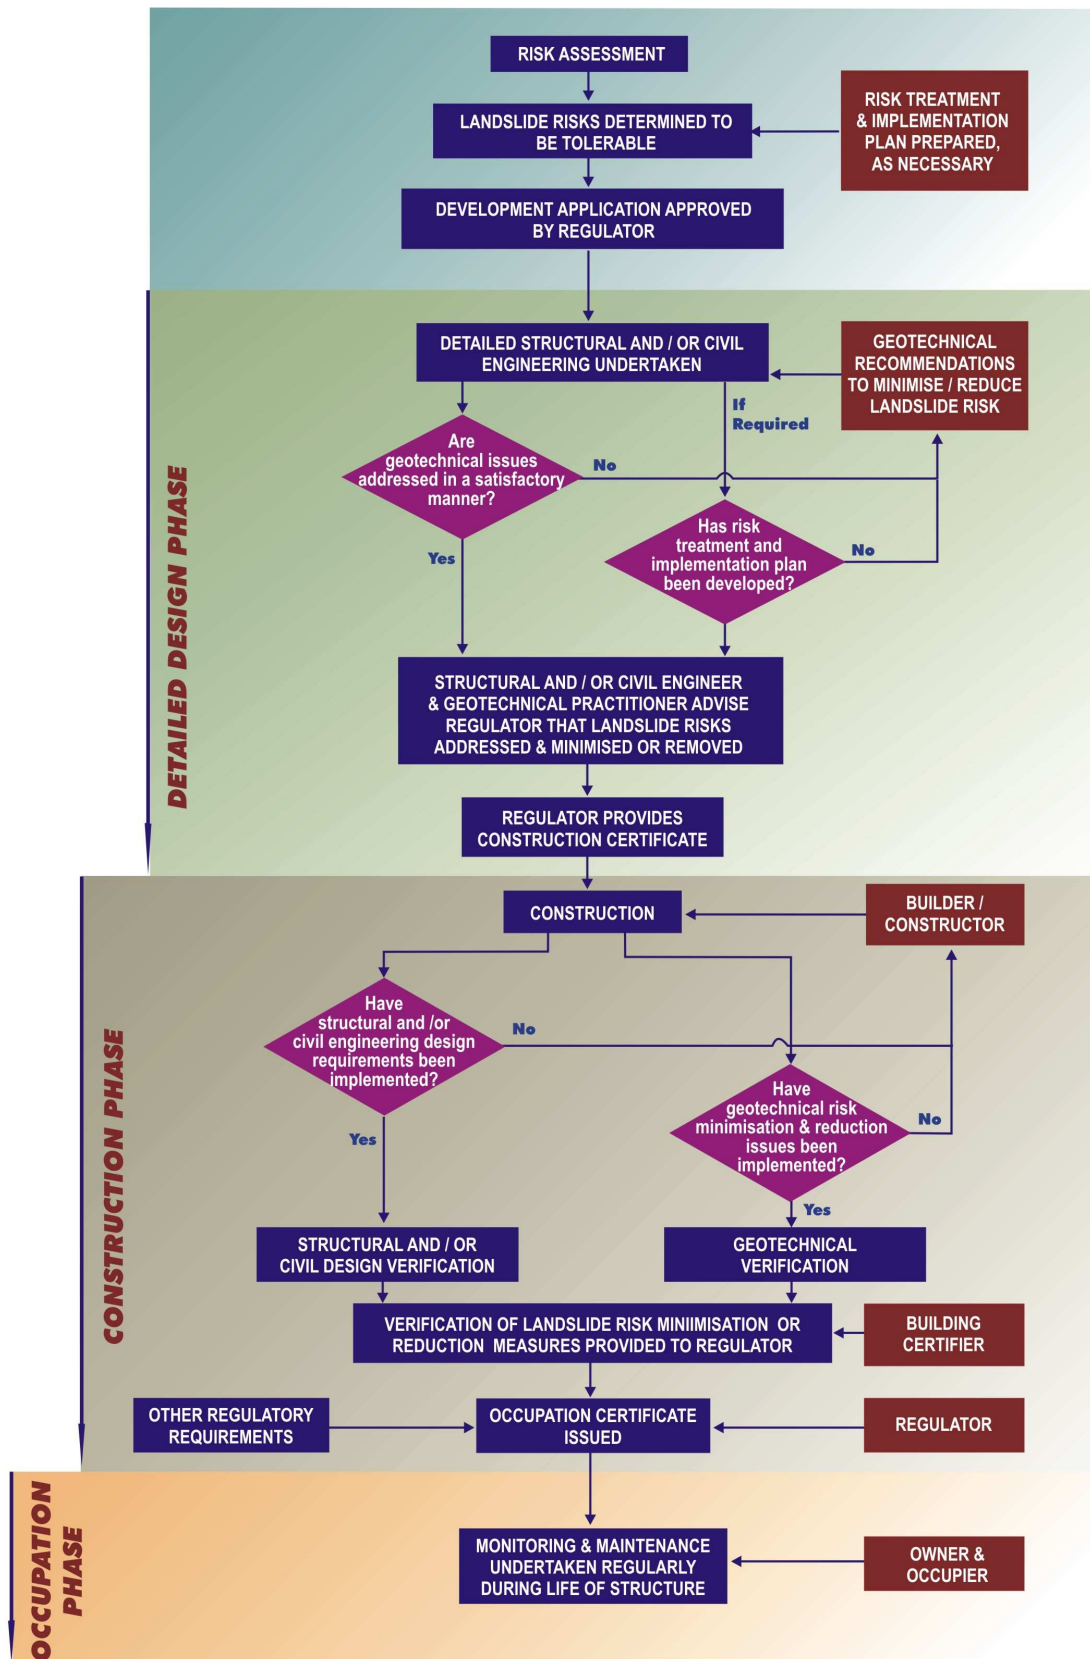 RISK ASSESSMENT
LANDSLIDE RISKS DETERMINED TO
BE TOLERABLE
RISK TREATMENT
& IMPLEMENTATION
PLAN PREPARED,
AS NECESSARY
DEVELOPMENT APPLICATION APPROVED
BY REGULATOR
DETAILED DESIGN PHASE
DETAILED STRUCTURAL AND / OR CIVIL
ENGINEERING UNDERTAKEN
GEOTECHNICAL
RECOMMENDATIONS
TO MINIMISE / REDUCE
LANDSLIDE RISK
If
Required
Are
geotechnical issues
addressed in a satisfactory
manner?
No
Yes
Has risk
treatment and
implementation plan
been developed?
No
STRUCTURAL AND / OR CIVIL ENGINEER
& GEOTECHNICAL PRACTITIONER ADVISE
REGULATOR THAT LANDSLIDE RISKS
ADDRESSED & MINIMISED OR REMOVED
REGULATOR PROVIDES
CONSTRUCTION CERTIFICATE
CONSTRUCTION PHASE
CONSTRUCTION
BUILDER /
CONSTRUCTOR
Have
structural and /or
civil engineering design
requirements been
implemented?
No
Yes
Have
geotechnical risk
minimisation & reduction
issues been
implemented?
No
Yes
STRUCTURAL AND / OR
CIVIL DESIGN VERIFICATION
GEOTECHNICAL
VERIFICATION
VERIFICATION OF LANDSLIDE RISK MINIIMISATION OR
REDUCTION MEASURES PROVIDED TO REGULATOR
BUILDING
CERTIFIER
OTHER REGULATORY
REQUIREMENTS
OCCUPATION CERTIFICATE
ISSUED
REGULATOR
OCCUPATION
PHASE
MONITORING & MAINTENANCE
UNDERTAKEN REGULARLY
DURING LIFE OF STRUCTURE
OWNER &
OCCUPIER